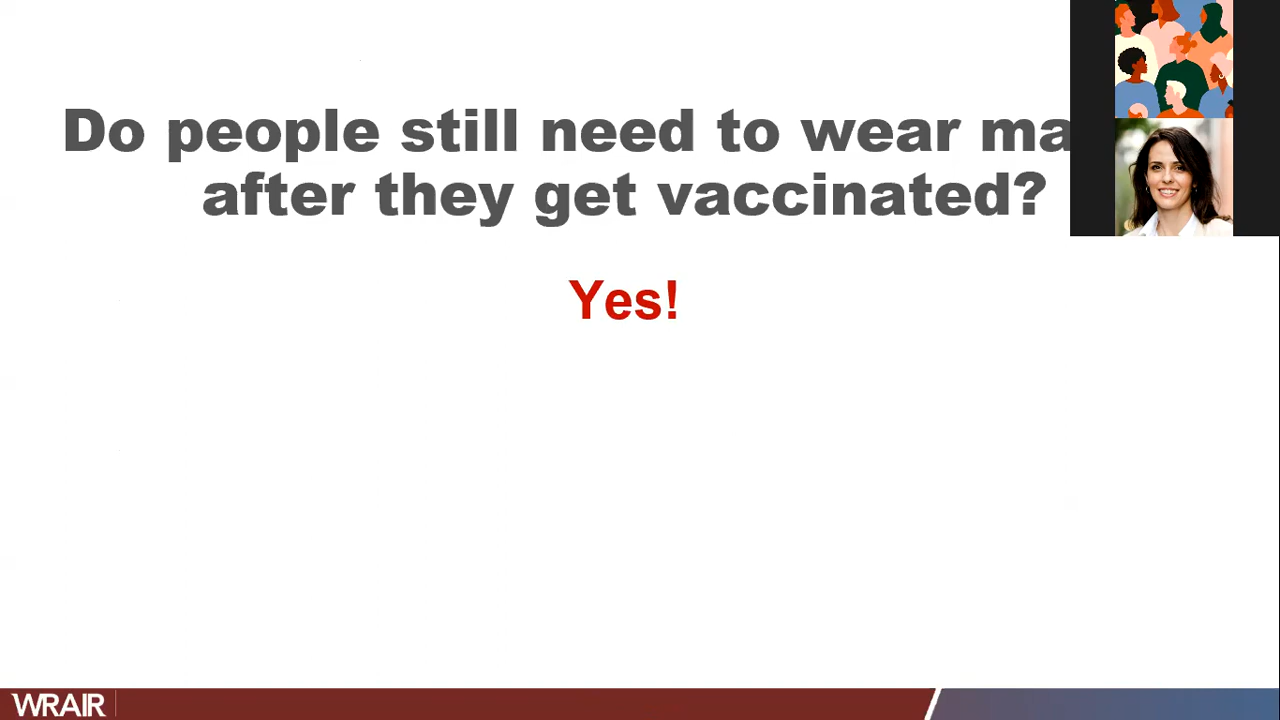 Do people still need to wear ma
after they get vaccinated?
Yes!
WRAIR